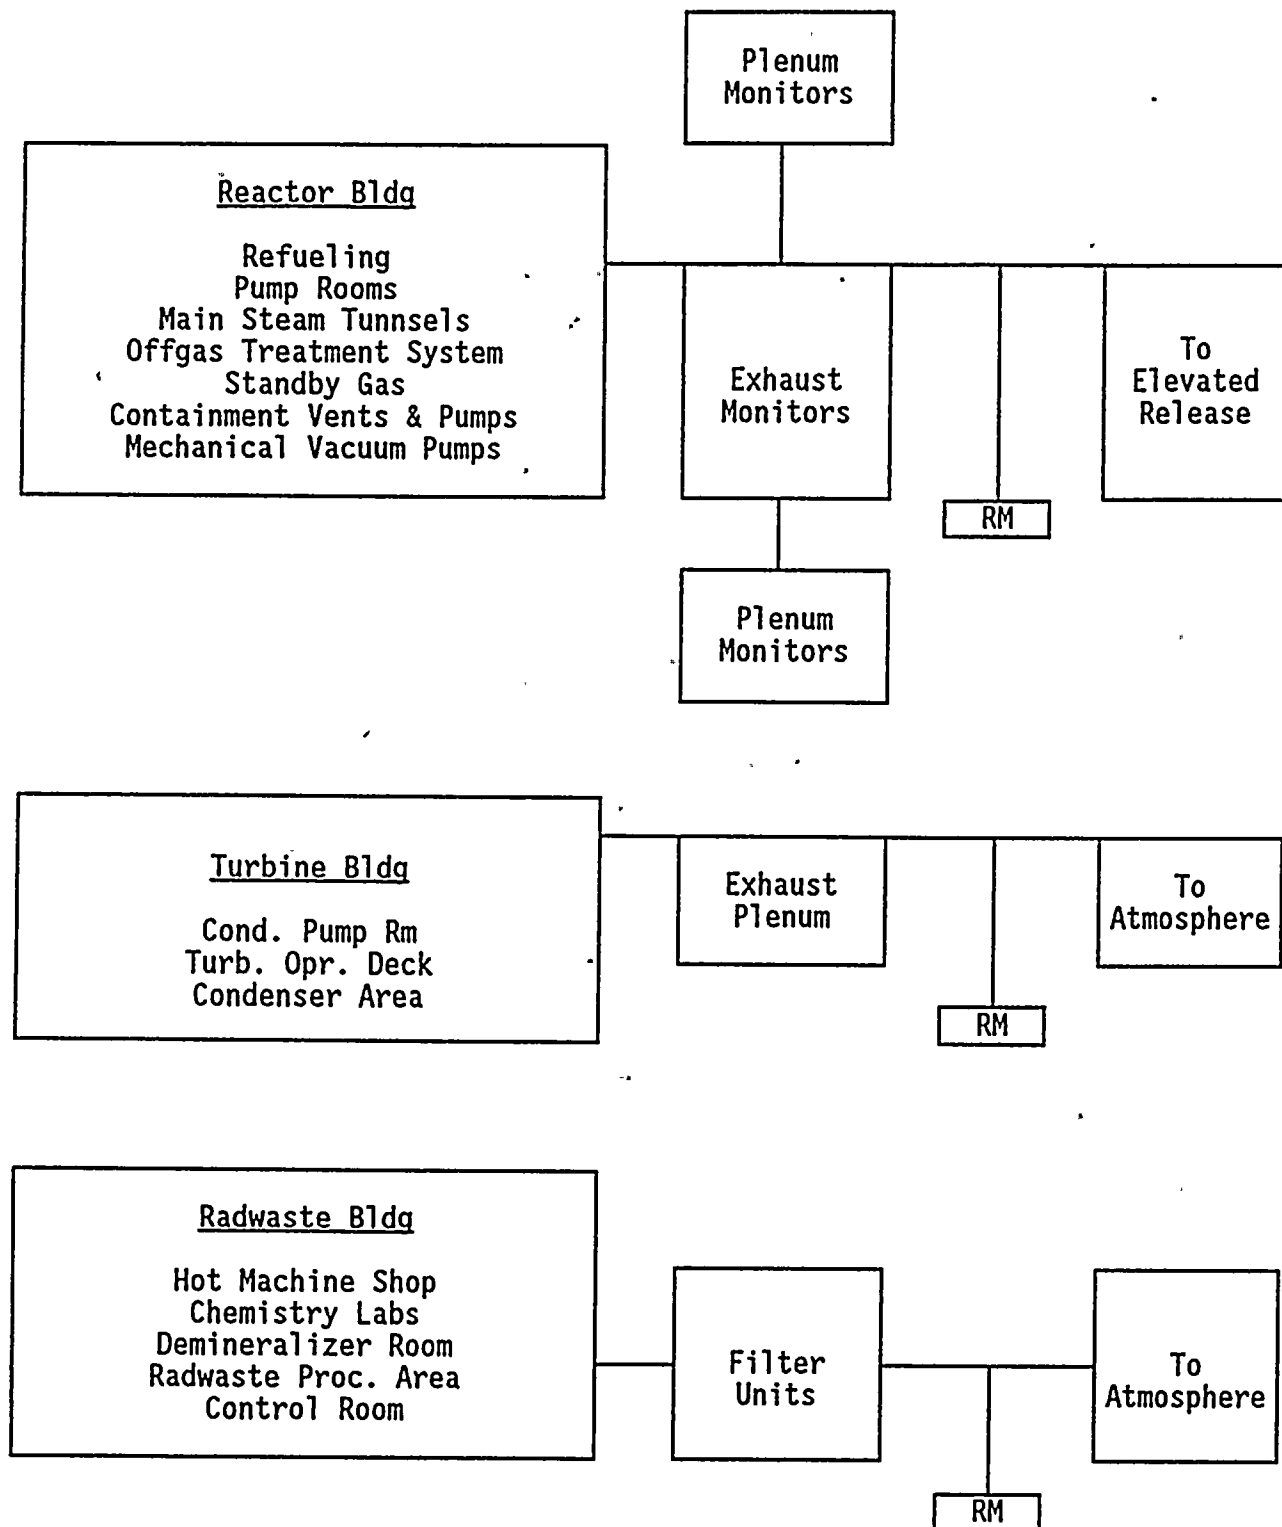 Plenum
Monitors
Reactor Bldg
Refueling
Pump Rooms
Main Steam Tunnsels
Offgas Treatment System
Standby Gas
Containment Vents & Pumps
Mechanical Vacuum Pumps
Exhaust
Monitors
RM
To
Elevated
Release
Plenum
Monitors
Turbine Bldg
Cond. Pump Rm
Turb. Opr. Deck
Condenser Area
Exhaust
Plenum
RM
To
Atmosphere
Radwaste Bldg
Hot Machine Shop
Chemistry Labs
Demineralizer Room
Radwaste Proc. Area
Control Room
Filter
Units
RM
To
Atmosphere